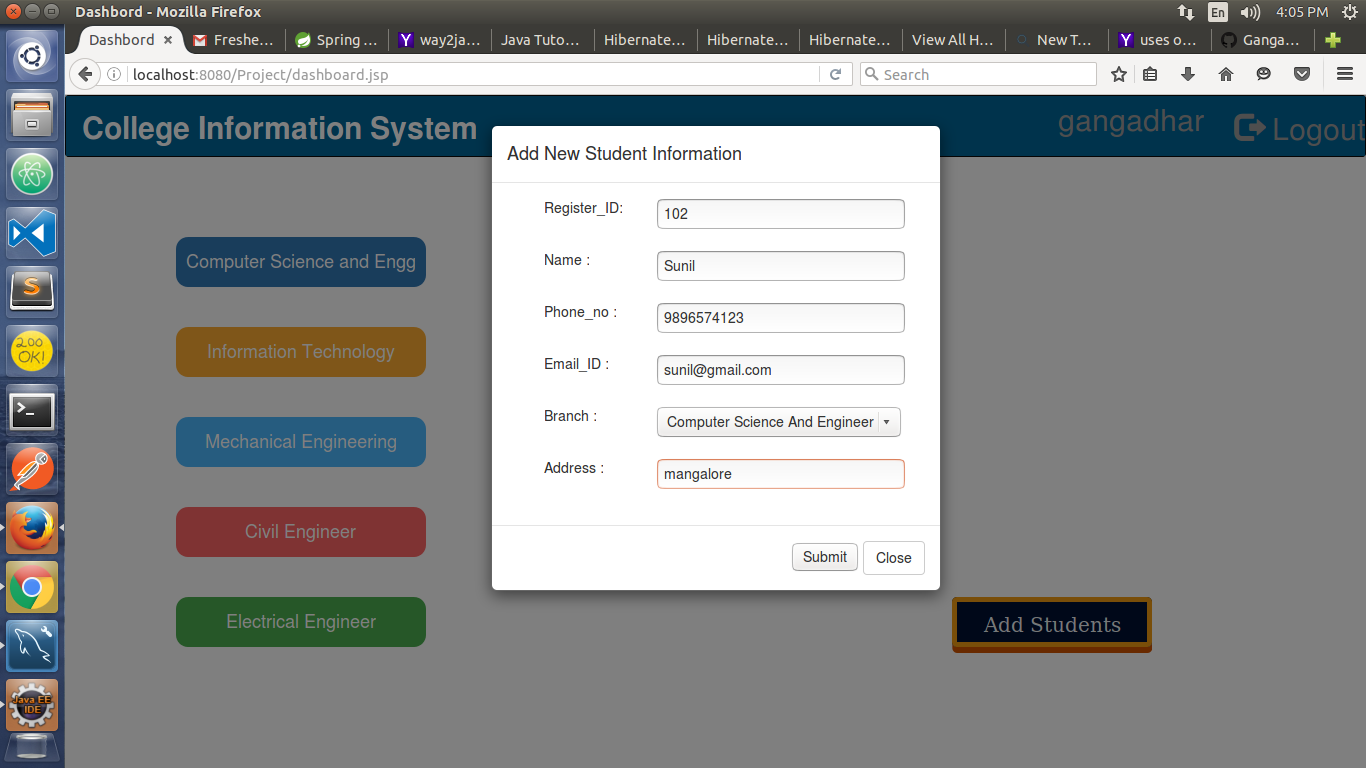 Dashbord - Mozilla Firefox
En
4:05 PM
Dashbord
Freshe...
Spring ...
way2ja...
Java Tuto...
Hibernate...
Hibernate...
Hibernate...
View All H...
New T...
uses o...
Ganga...
localhost:8080/Project/dashboard.jsp
Search
College Information System
gangadhar
Logout
Add New Student Information
Register_ID:
102
Name :
Sunil
Phone_no :
9896574123
Email_ID :
sunil@gmail.com
Branch :
Computer Science And Engineer
Address :
mangalore
Submit
Close
Computer Science and Engg
Information Technology
Mechanical Engineering
Civil Engineer
Electrical Engineer
Add Students
S
200
OK!
>_
Java EE
IDE